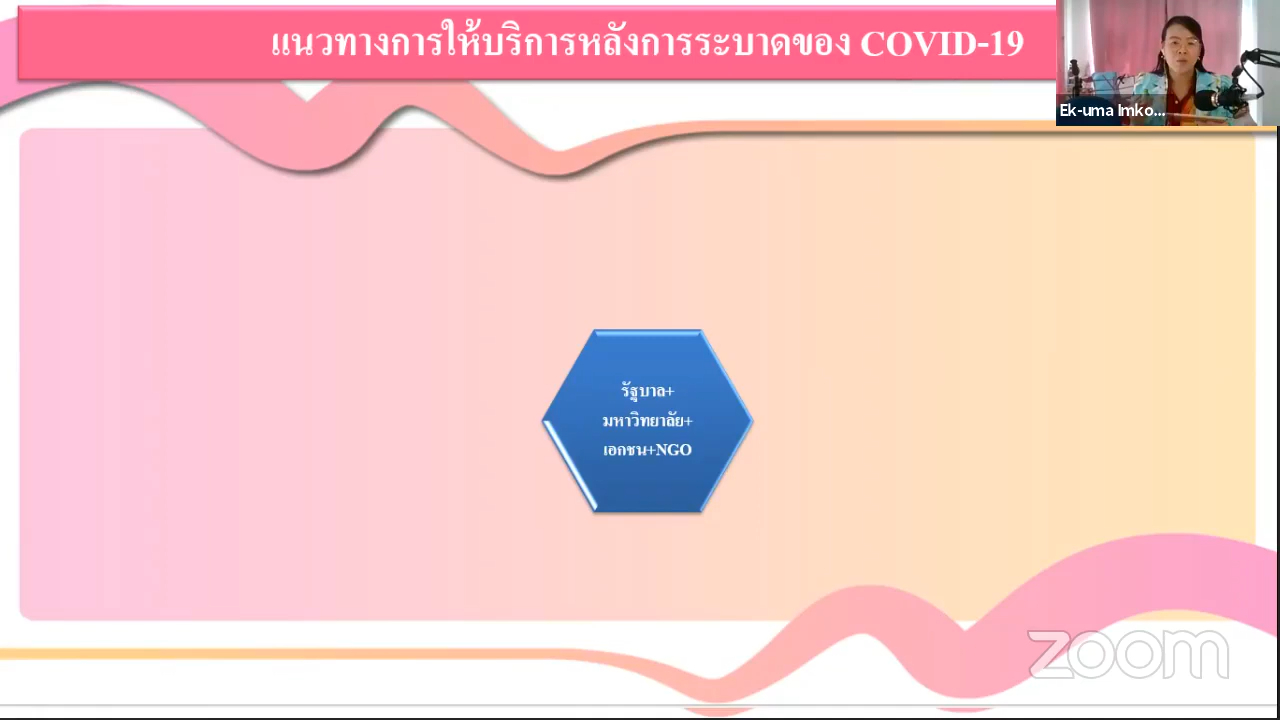 แนวทางการให้บริการหลังการระบาดของ COVID-19
Ek-uma Imko...
รัฐบาล+
มหาวิทยาลัย+
เอกชน+NGO
zoom